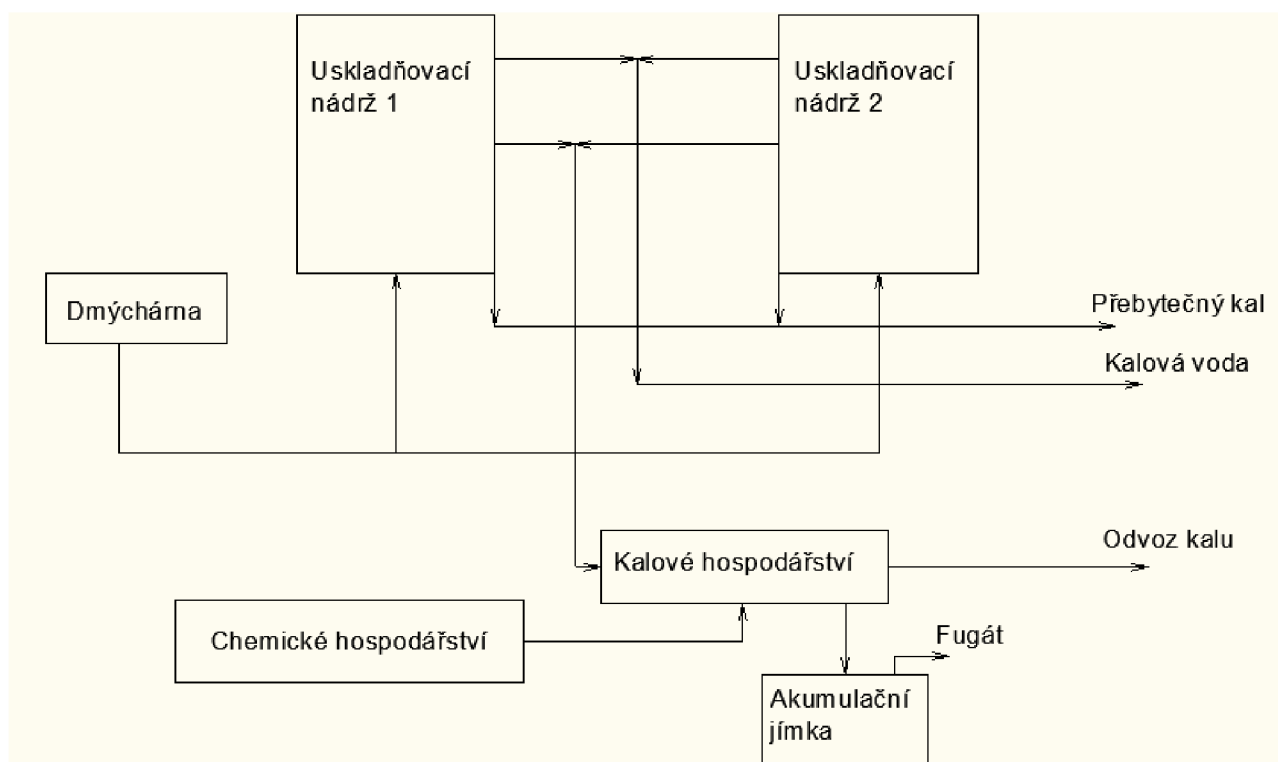 Uskladňovací
nádrž 1
Uskladňovací
nádrž 2
Dmýchárna
Přebytečný kal
Kalová voda
Odvoz kalu
Kalové hospodářství
Chemické hospodářství
Fugát
Akumulační
jímka